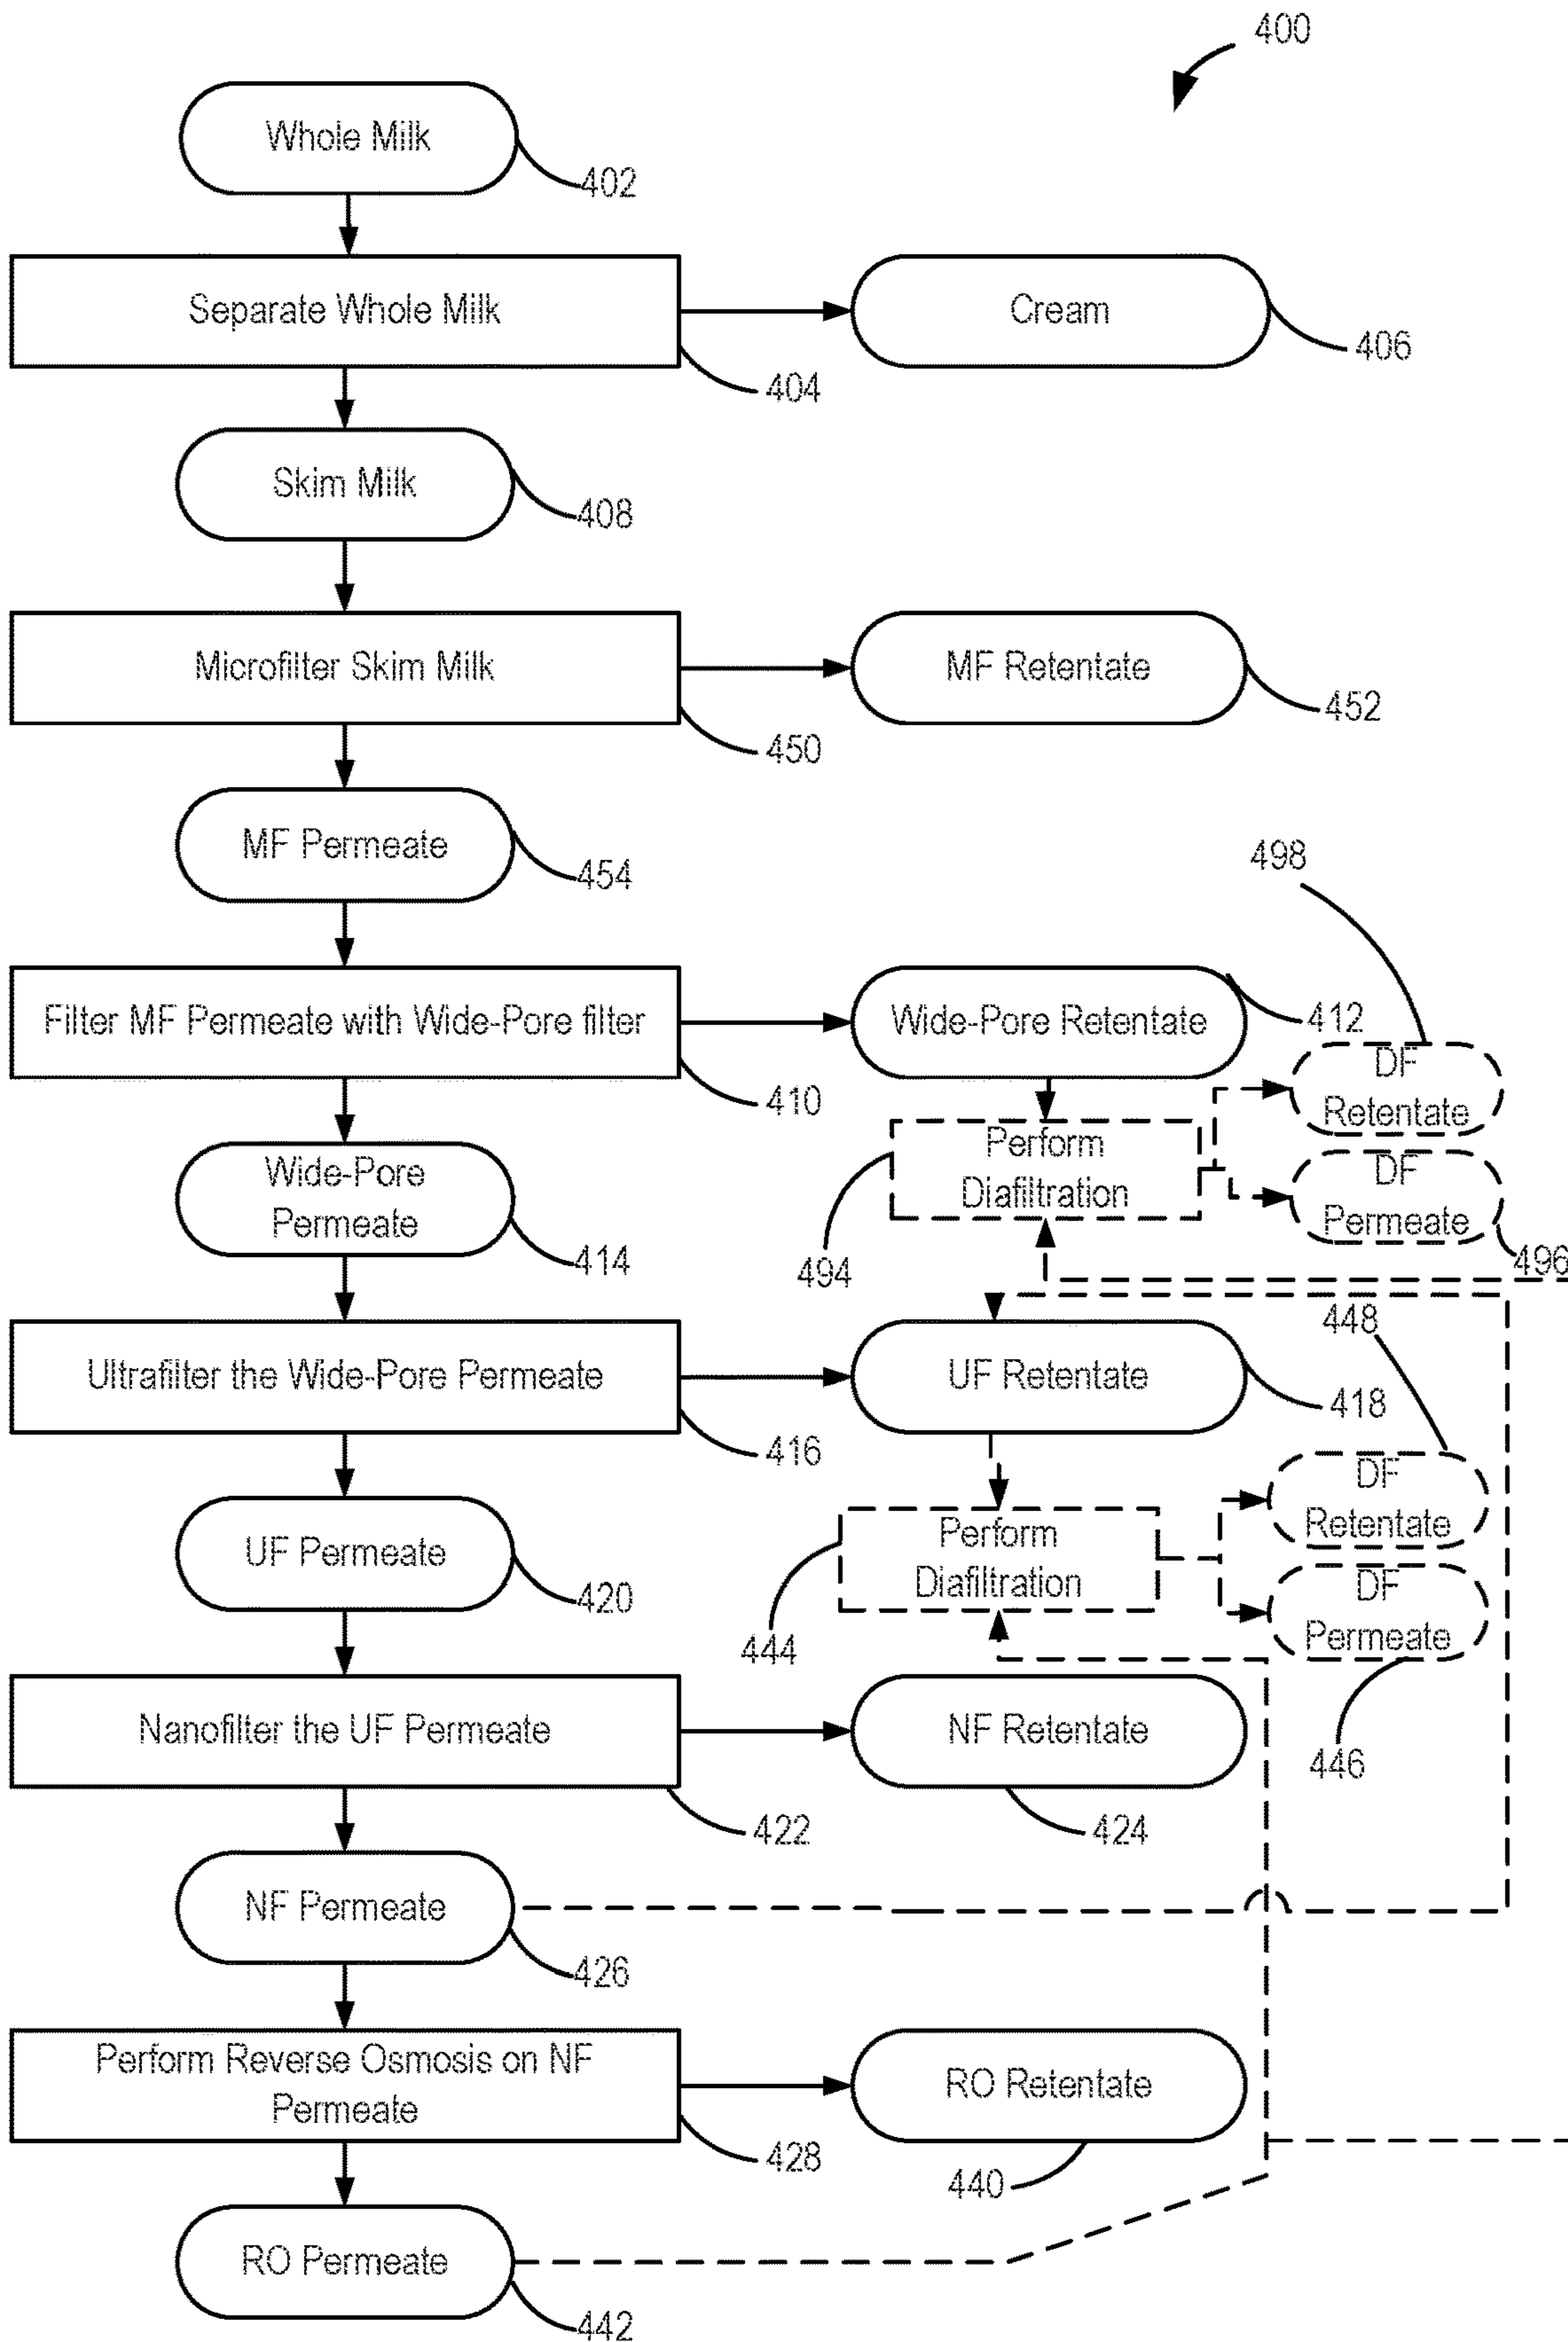 400
Whole Milk
402
Separate Whole Milk
Cream
406
404
Skim Milk
408
Microfilter Skim Milk
MF Retentate
452
450
MF Permeate
454
498
Filter MF Permeate with Wide-Pore filter
Wide-Pore Retentate
412
410
DF
Retentate
Perform
Diafiltration
DF
Permeate
494
496
Wide-Pore
Permeate
414
448
Ultrafilter the Wide-Pore Permeate
UF Retentate
418
416
DF
Retentate
Perform
Diafiltration
UF Permeate
420
DF
Permeate
444
446
Nanofilter the UF Permeate
NF Retentate
422
424
NF Permeate
426
Perform Reverse Osmosis on NF
Permeate
RO Retentate
428
440
RO Permeate
442